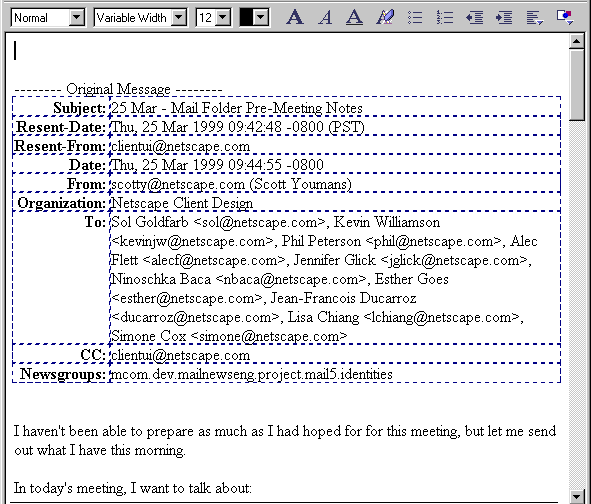 Normal Variable Width 12 A A A
-------- Original Message --------
Subject: 25 Mar - Mail Folder Pre-Meeting Notes
Resent-Date: Thu, 25 Mar 1999 09:42:48 -0800 (PST)
Resent-From: clientui@netscape.com
Date: Thu, 25 Mar 1999 09:44:55 -0800
From: scotty@netscape.com (Scott Youmans)
Organization: Netscape Client Design
To: Sol Goldfarb <sol@netscape.com>, Kevin Williamson
<kevinjw@netscape.com>, Phil Peterson <phil@netscape.com>, Alec
Flett <alecf@netscape.com>, Jennifer Glick <jglick@netscape.com>,
Ninoschka Baca <nbaca@netscape.com>, Esther Goes
<esther@netscape.com>, Jean-Francois Ducarroz
<ducarroz@netscape.com>, Lisa Chiang <lchiang@netscape.com>,
Simone Cox <simone@netscape.com>
CC: clientui@netscape.com
Newsgroups: mcom.dev.mailnewseng.project.mail5.identities
I haven't been able to prepare as much as I had hoped for for this meeting, but let me send
out what I have this morning.
In today's meeting, I want to talk about: